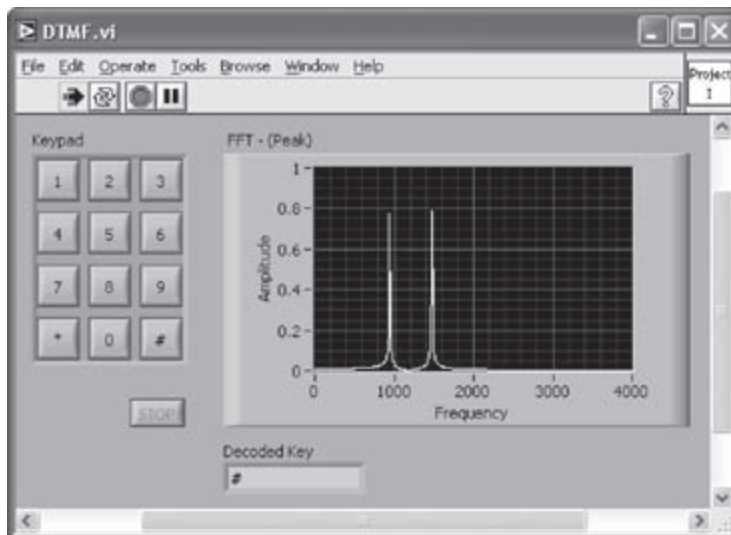 DTMF.vi
File Edit Operate Tools Browse Window Help
Project
1
Keypad
1 2 3
4 5 6
7 8 9
* 0 #
STOP
FFT - (Peak)
Amplitude
1
0.8
0.6
0.4
0.2
0
0 1000 2000 3000 4000
Frequency
Decoded Key
#